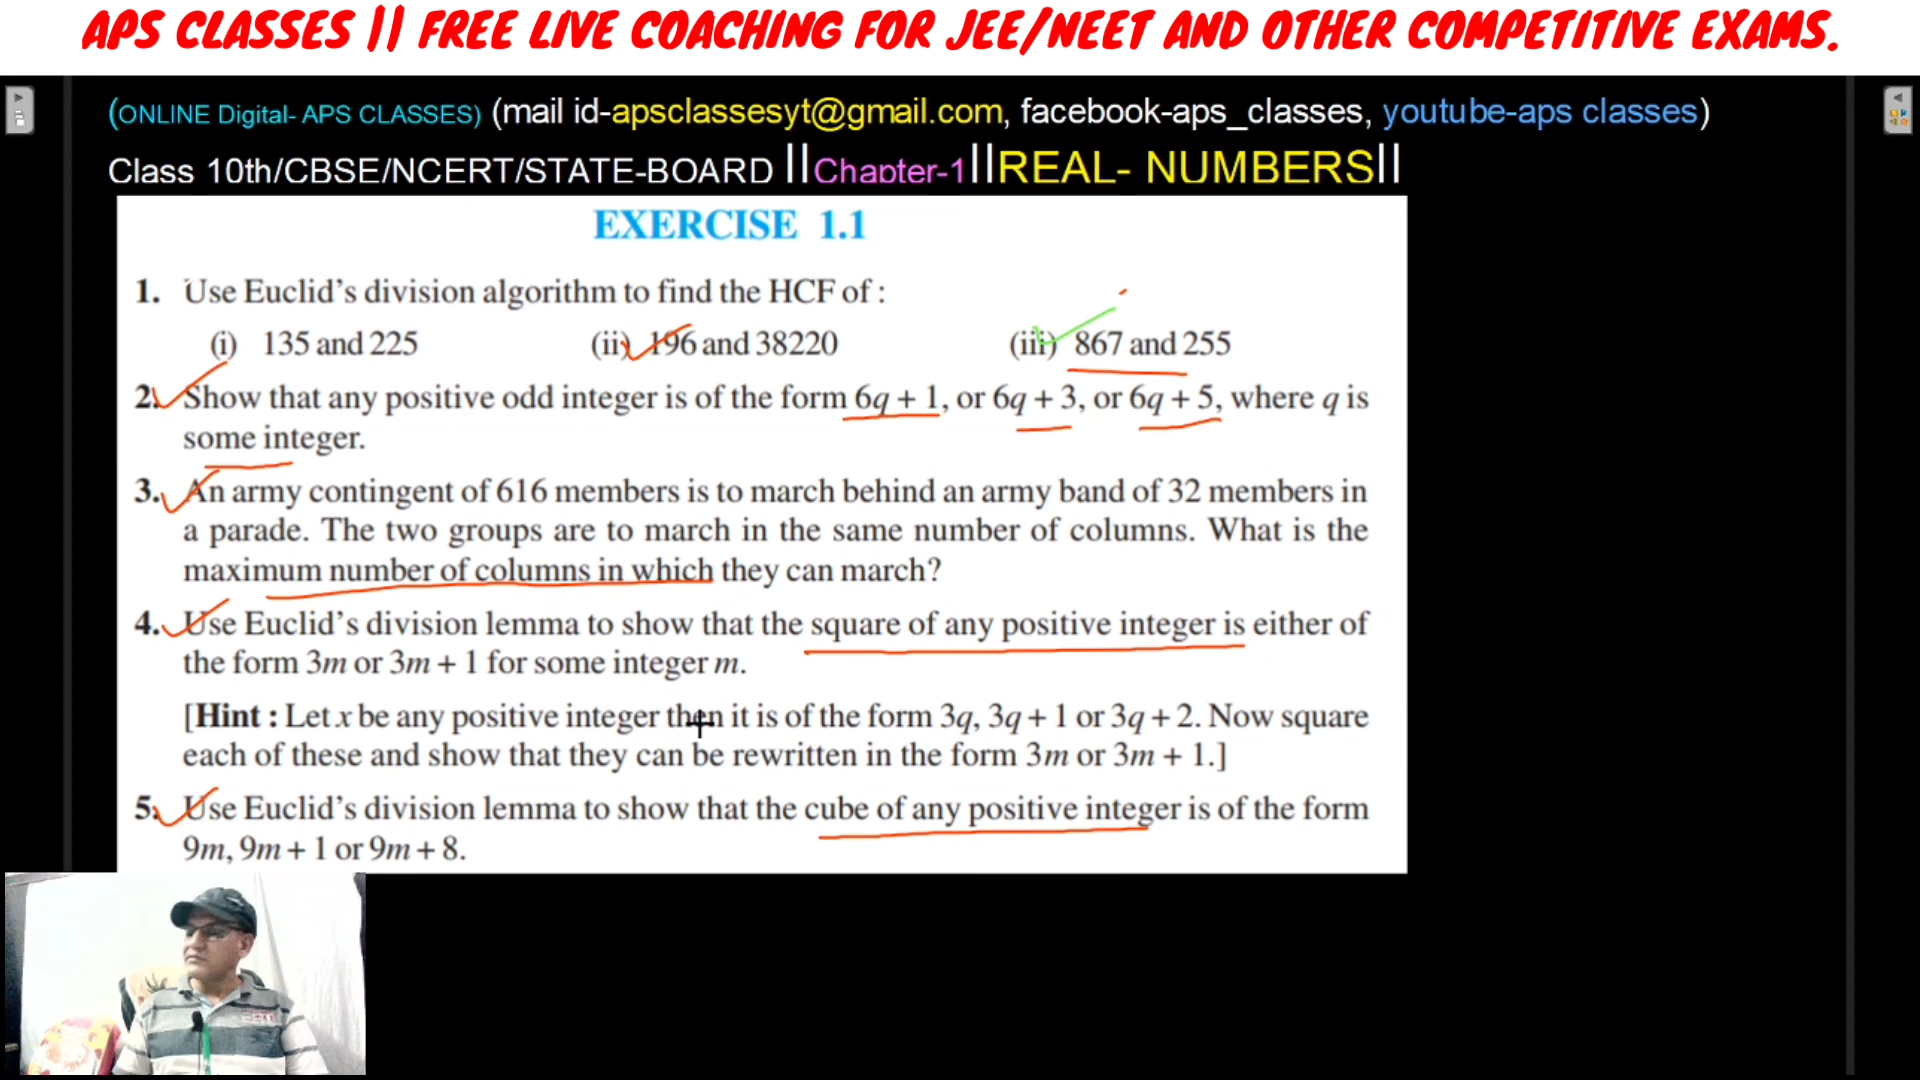 APS CLASSES || FREE LIVE COACHING FOR JEE/NEET AND OTHER COMPETITIVE EXAMS.
(ONLINE Digital- APS CLASSES) (mail id-apsclassesyt@gmail.com, facebook-aps_classes, youtube-aps classes)
Class 10th/CBSE/NCERT/STATE-BOARD ||Chapter-1||REAL- NUMBERS||
EXERCISE 1.1
1. Use Euclid’s division algorithm to find the HCF of :
(i) 135 and 225 (ii) 196 and 38220 (iii) 867 and 255
2. Show that any positive odd integer is of the form 6q + 1, or 6q + 3, or 6q + 5, where q is
some integer.
3. An army contingent of 616 members is to march behind an army band of 32 members in
a parade. The two groups are to march in the same number of columns. What is the
maximum number of columns in which they can march?
4. Use Euclid’s division lemma to show that the square of any positive integer is either of
the form 3m or 3m + 1 for some integer m.
[Hint : Let x be any positive integer then it is of the form 3q, 3q + 1 or 3q + 2. Now square
each of these and show that they can be rewritten in the form 3m or 3m + 1.]
5. Use Euclid’s division lemma to show that the cube of any positive integer is of the form
9m, 9m + 1 or 9m + 8.